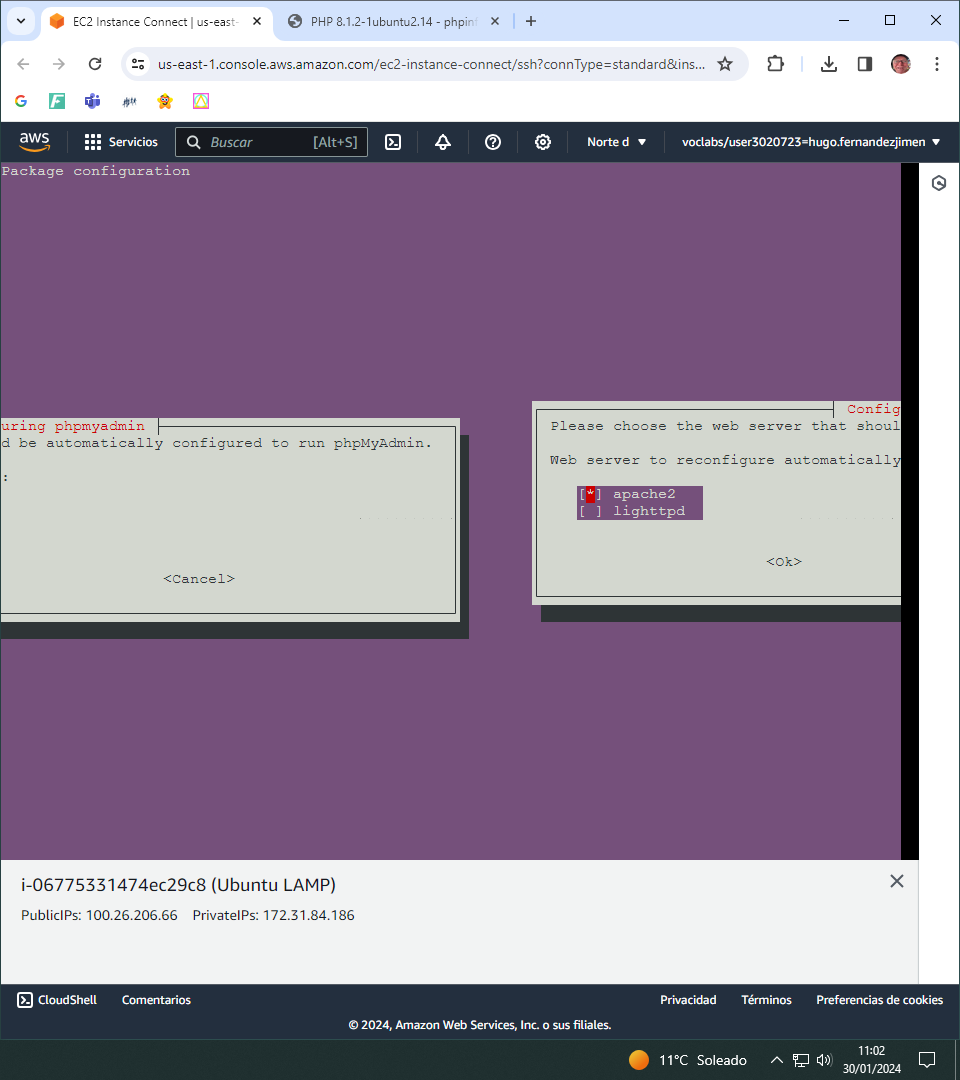 EC2 Instance Connect | us-east-
PHP 8.1.2-1ubuntu2.14 - phpinf
us-east-1.console.aws.amazon.com/ec2-instance-connect/ssh?connType=standard&ins...
aws
Servicios
Buscar
[Alt+S]
Norte d
voclabs/user3020723=hugo.fernandezjimen
Package configuration
Config
uring phpmyadmin
Please choose the web server that shoul
d be automatically configured to run phpMyAdmin.
Web server to reconfigure automatically
:
[*] apache2
[ ] lighttpd
<Ok>
<Cancel>
i-06775331474ec29c8 (Ubuntu LAMP)
PublicIPs: 100.26.206.66 PrivateIPs: 172.31.84.186
CloudShell
Comentarios
Privacidad
Términos
Preferencias de cookies
© 2024, Amazon Web Services, Inc. o sus filiales.
11°C Soleado
11:02
30/01/2024